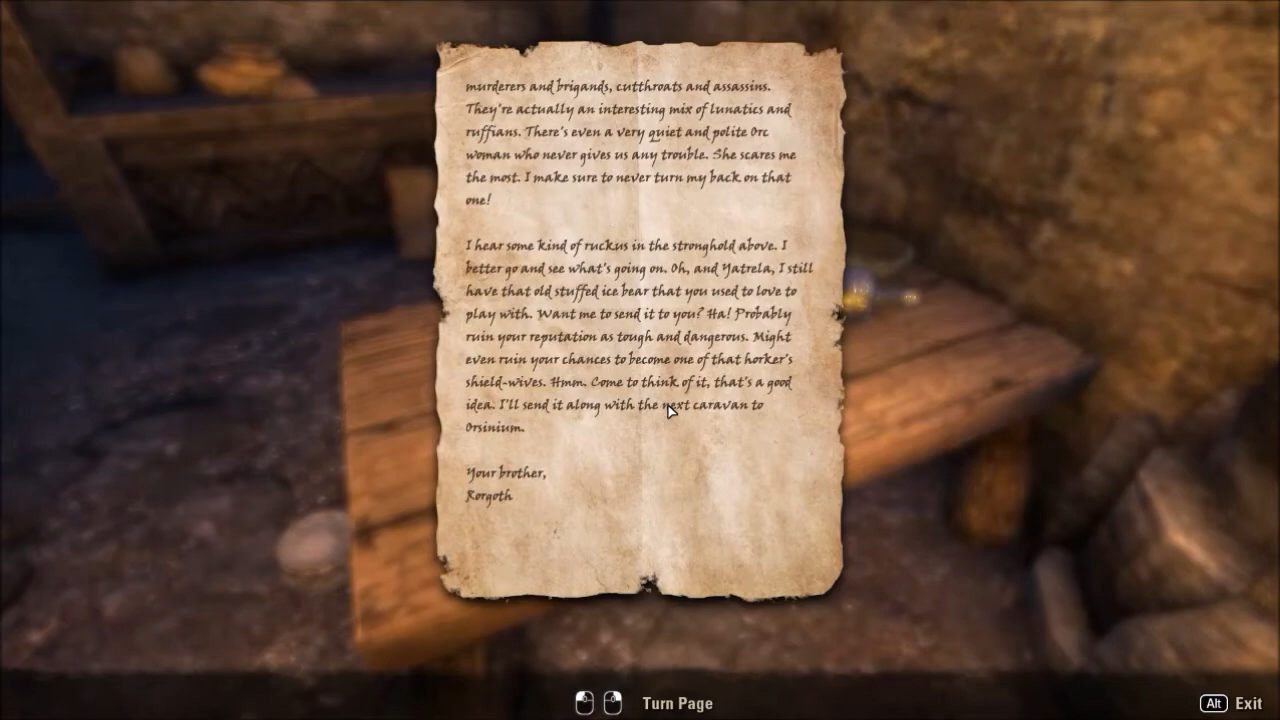 murderers and brigands, cutthroats and assassins.
They're actually an interesting mix of lunatics and
ruffians. There's even a very quiet and polite Orc
woman who never gives us any trouble. She scares me
the most. I make sure to never turn my back on that
one!
I hear some kind of ruckus in the stronghold above. I
better go and see what's going on. Oh, and Yatrela, I still
have that old stuffed ice bear that you used to love to
play with. Want me to send it to you? Ha! Probably
ruin your reputation as tough and dangerous. Might
even ruin your chances to become one of that horker's
shield-wives. Hmm. Come to think of it, that's a good
idea. I'll send it along with the next caravan to
Orsinium.
Your brother,
Rorgoth
Turn Page
Alt Exit